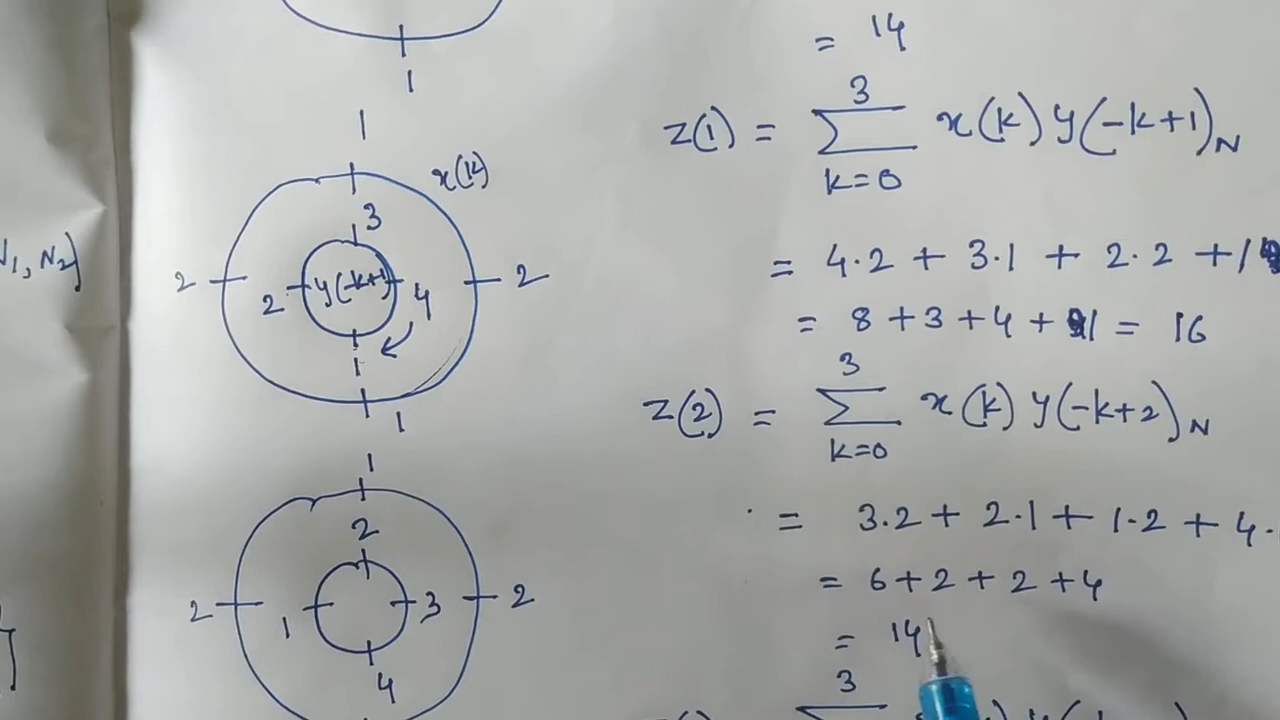 1
1
x(k)
3
2 2 y(-k+1) 4 2
1
1
1
2
2 1 3 2
4
N₁, N₂)
= 14
z(1) = 3 Σ k=0 x(k) y(-k+1)N
= 4·2 + 3·1 + 2·2 + 1
= 8 + 3 + 4 + 1 = 16
z(2) = 3 Σ k=0 x(k) y(-k+2)N
= 3·2 + 2·1 + 1·2 + 4·
= 6 + 2 + 2 + 4
= 14
3